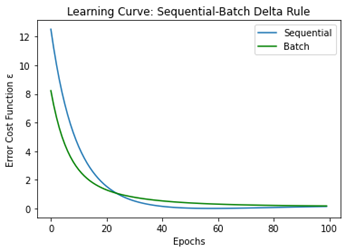 Learning Curve: Sequential-Batch Delta Rule
Sequential
Batch
Error Cost Function ε
12
10
8
6
4
2
0
0 20 40 60 80 100
Epochs